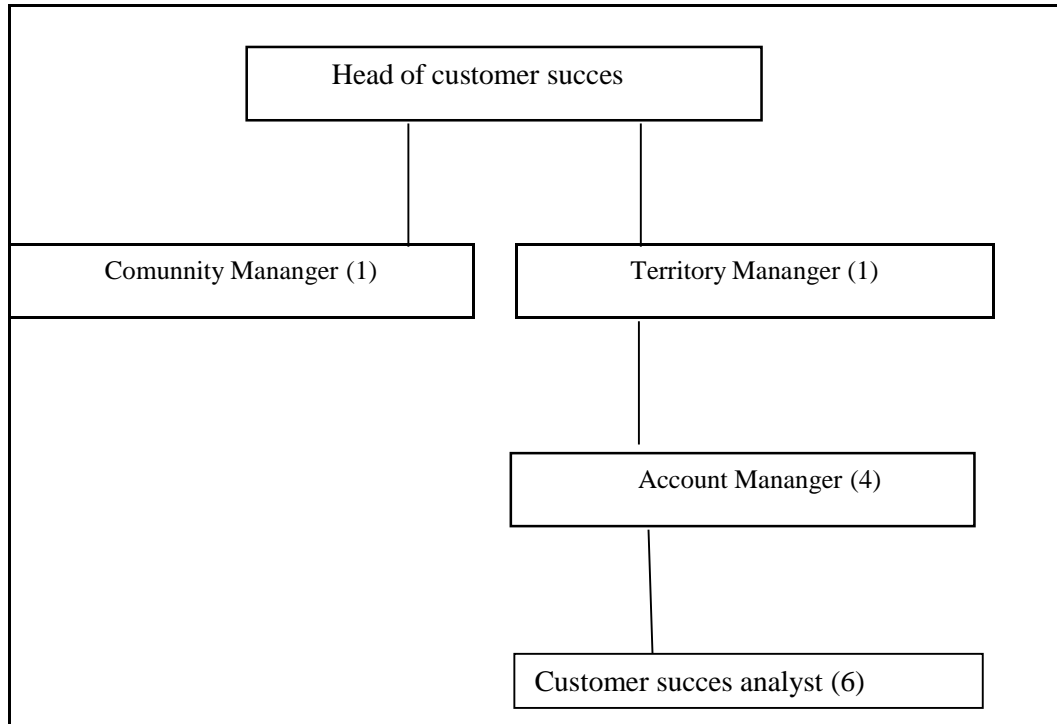 Head of customer succes
Comunnity Mananger (1)
Territory Mananger (1)
Account Mananger (4)
Customer succes analyst (6)